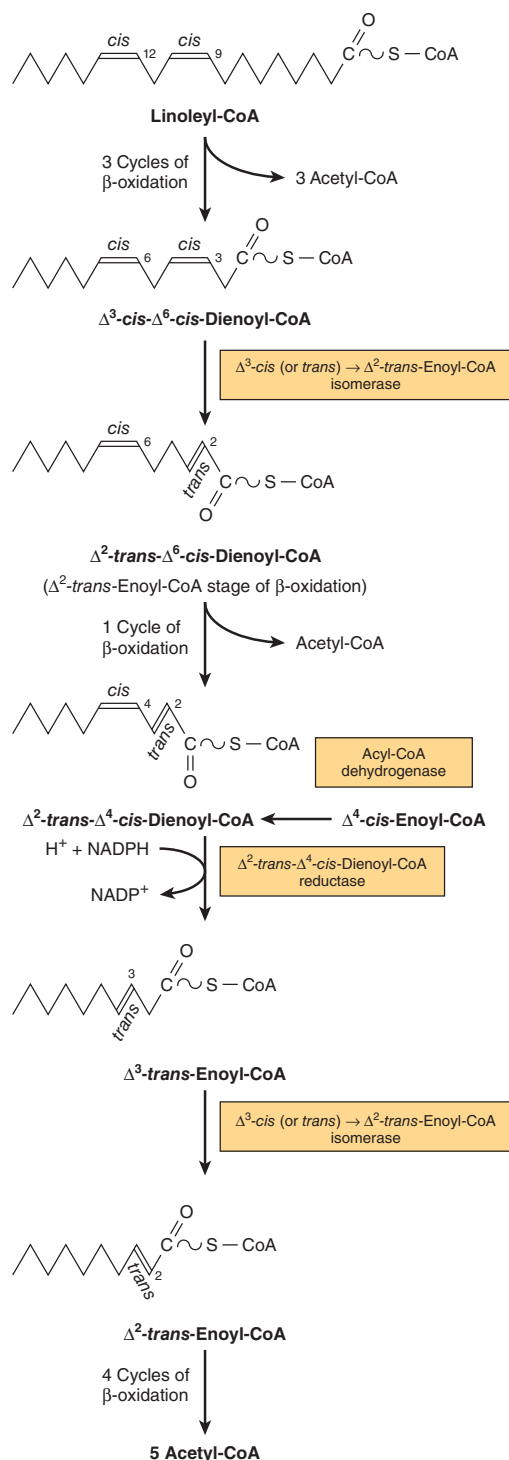 O
cis cis
12 9
C S — CoA
Linoleyl-CoA
3 Cycles of
β-oxidation
3 Acetyl-CoA
O
cis cis
C S — CoA
6 3
Δ³-cis-Δ⁶-cis-Dienoyl-CoA
Δ³-cis (or trans) → Δ²-trans-Enoyl-CoA
isomerase
cis
6 2
trans
C S — CoA
O
Δ²-trans-Δ⁶-cis-Dienoyl-CoA
(Δ²-trans-Enoyl-CoA stage of β-oxidation)
1 Cycle of
β-oxidation
Acetyl-CoA
cis
4 2
trans
C S — CoA
O
Acyl-CoA
dehydrogenase
Δ²-trans-Δ⁴-cis-Dienoyl-CoA Δ⁴-cis-Enoyl-CoA
H⁺ + NADPH
NADP⁺
Δ²-trans-Δ⁴-cis-Dienoyl-CoA
reductase
O
3
C S — CoA
trans
Δ³-trans-Enoyl-CoA
Δ³-cis (or trans) → Δ²-trans-Enoyl-CoA
isomerase
O
C S — CoA
trans
2
Δ²-trans-Enoyl-CoA
4 Cycles of
β-oxidation
5 Acetyl-CoA